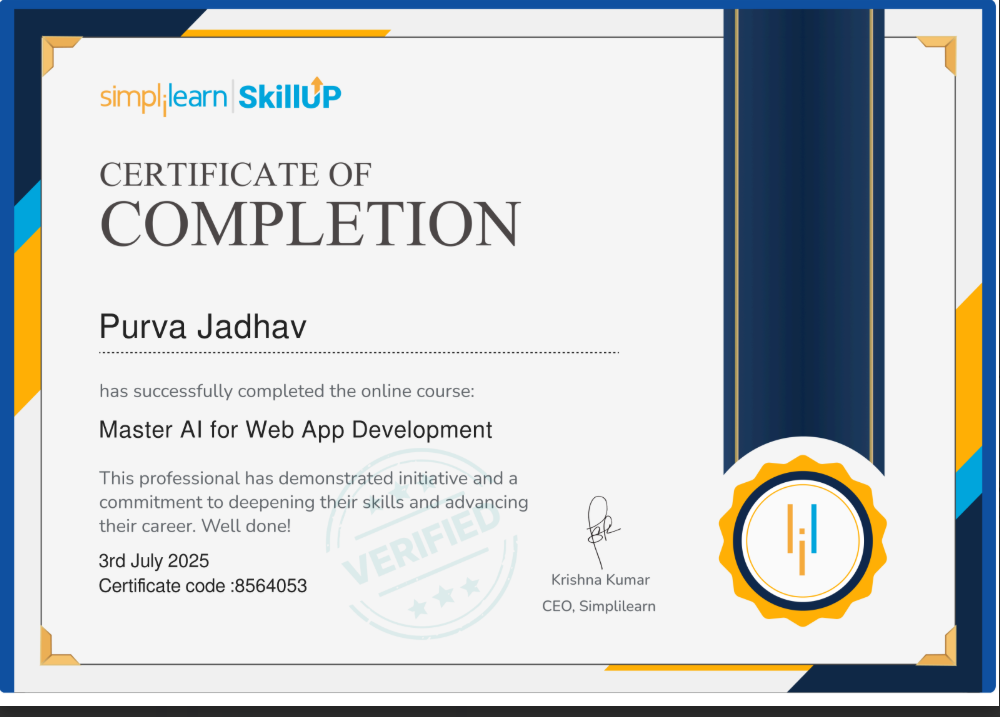 simplilearn | SkillUP
CERTIFICATE OF
COMPLETION
Purva Jadhav
has successfully completed the online course:
Master AI for Web App Development
This professional has demonstrated initiative and a
commitment to deepening their skills and advancing
their career. Well done!
3rd July 2025
Certificate code :8564053
VERIFIED
Krishna Kumar
CEO, Simplilearn